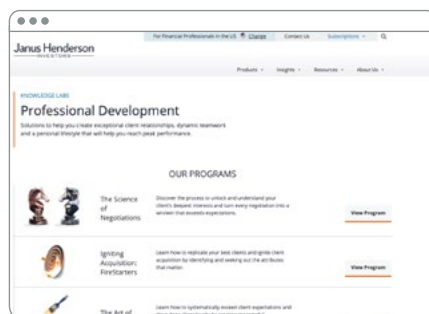 For Financial Professionals in the US Change Contact Us Subscriptions
Janus Henderson
INVESTORS
Products Insights Resources About Us
KNOWLEDGE LABS
Professional Development
Solutions to help you create exceptional client relationships, dynamic teamwork
and a personal lifestyle that will help you reach peak performance.
OUR PROGRAMS
The Science
of
Negotiations
Discover the process to unlock and understand your
client's deepest interests and turn every negotiation into a
win/win that exceeds expectations.
View Program
Igniting
Acquisition:
FireStarters
Learn how to replicate your best clients and ignite client
acquisition by identifying and seeking out the attributes
that matter.
View Program
The Art of
Learn how to systematically exceed client expectations and